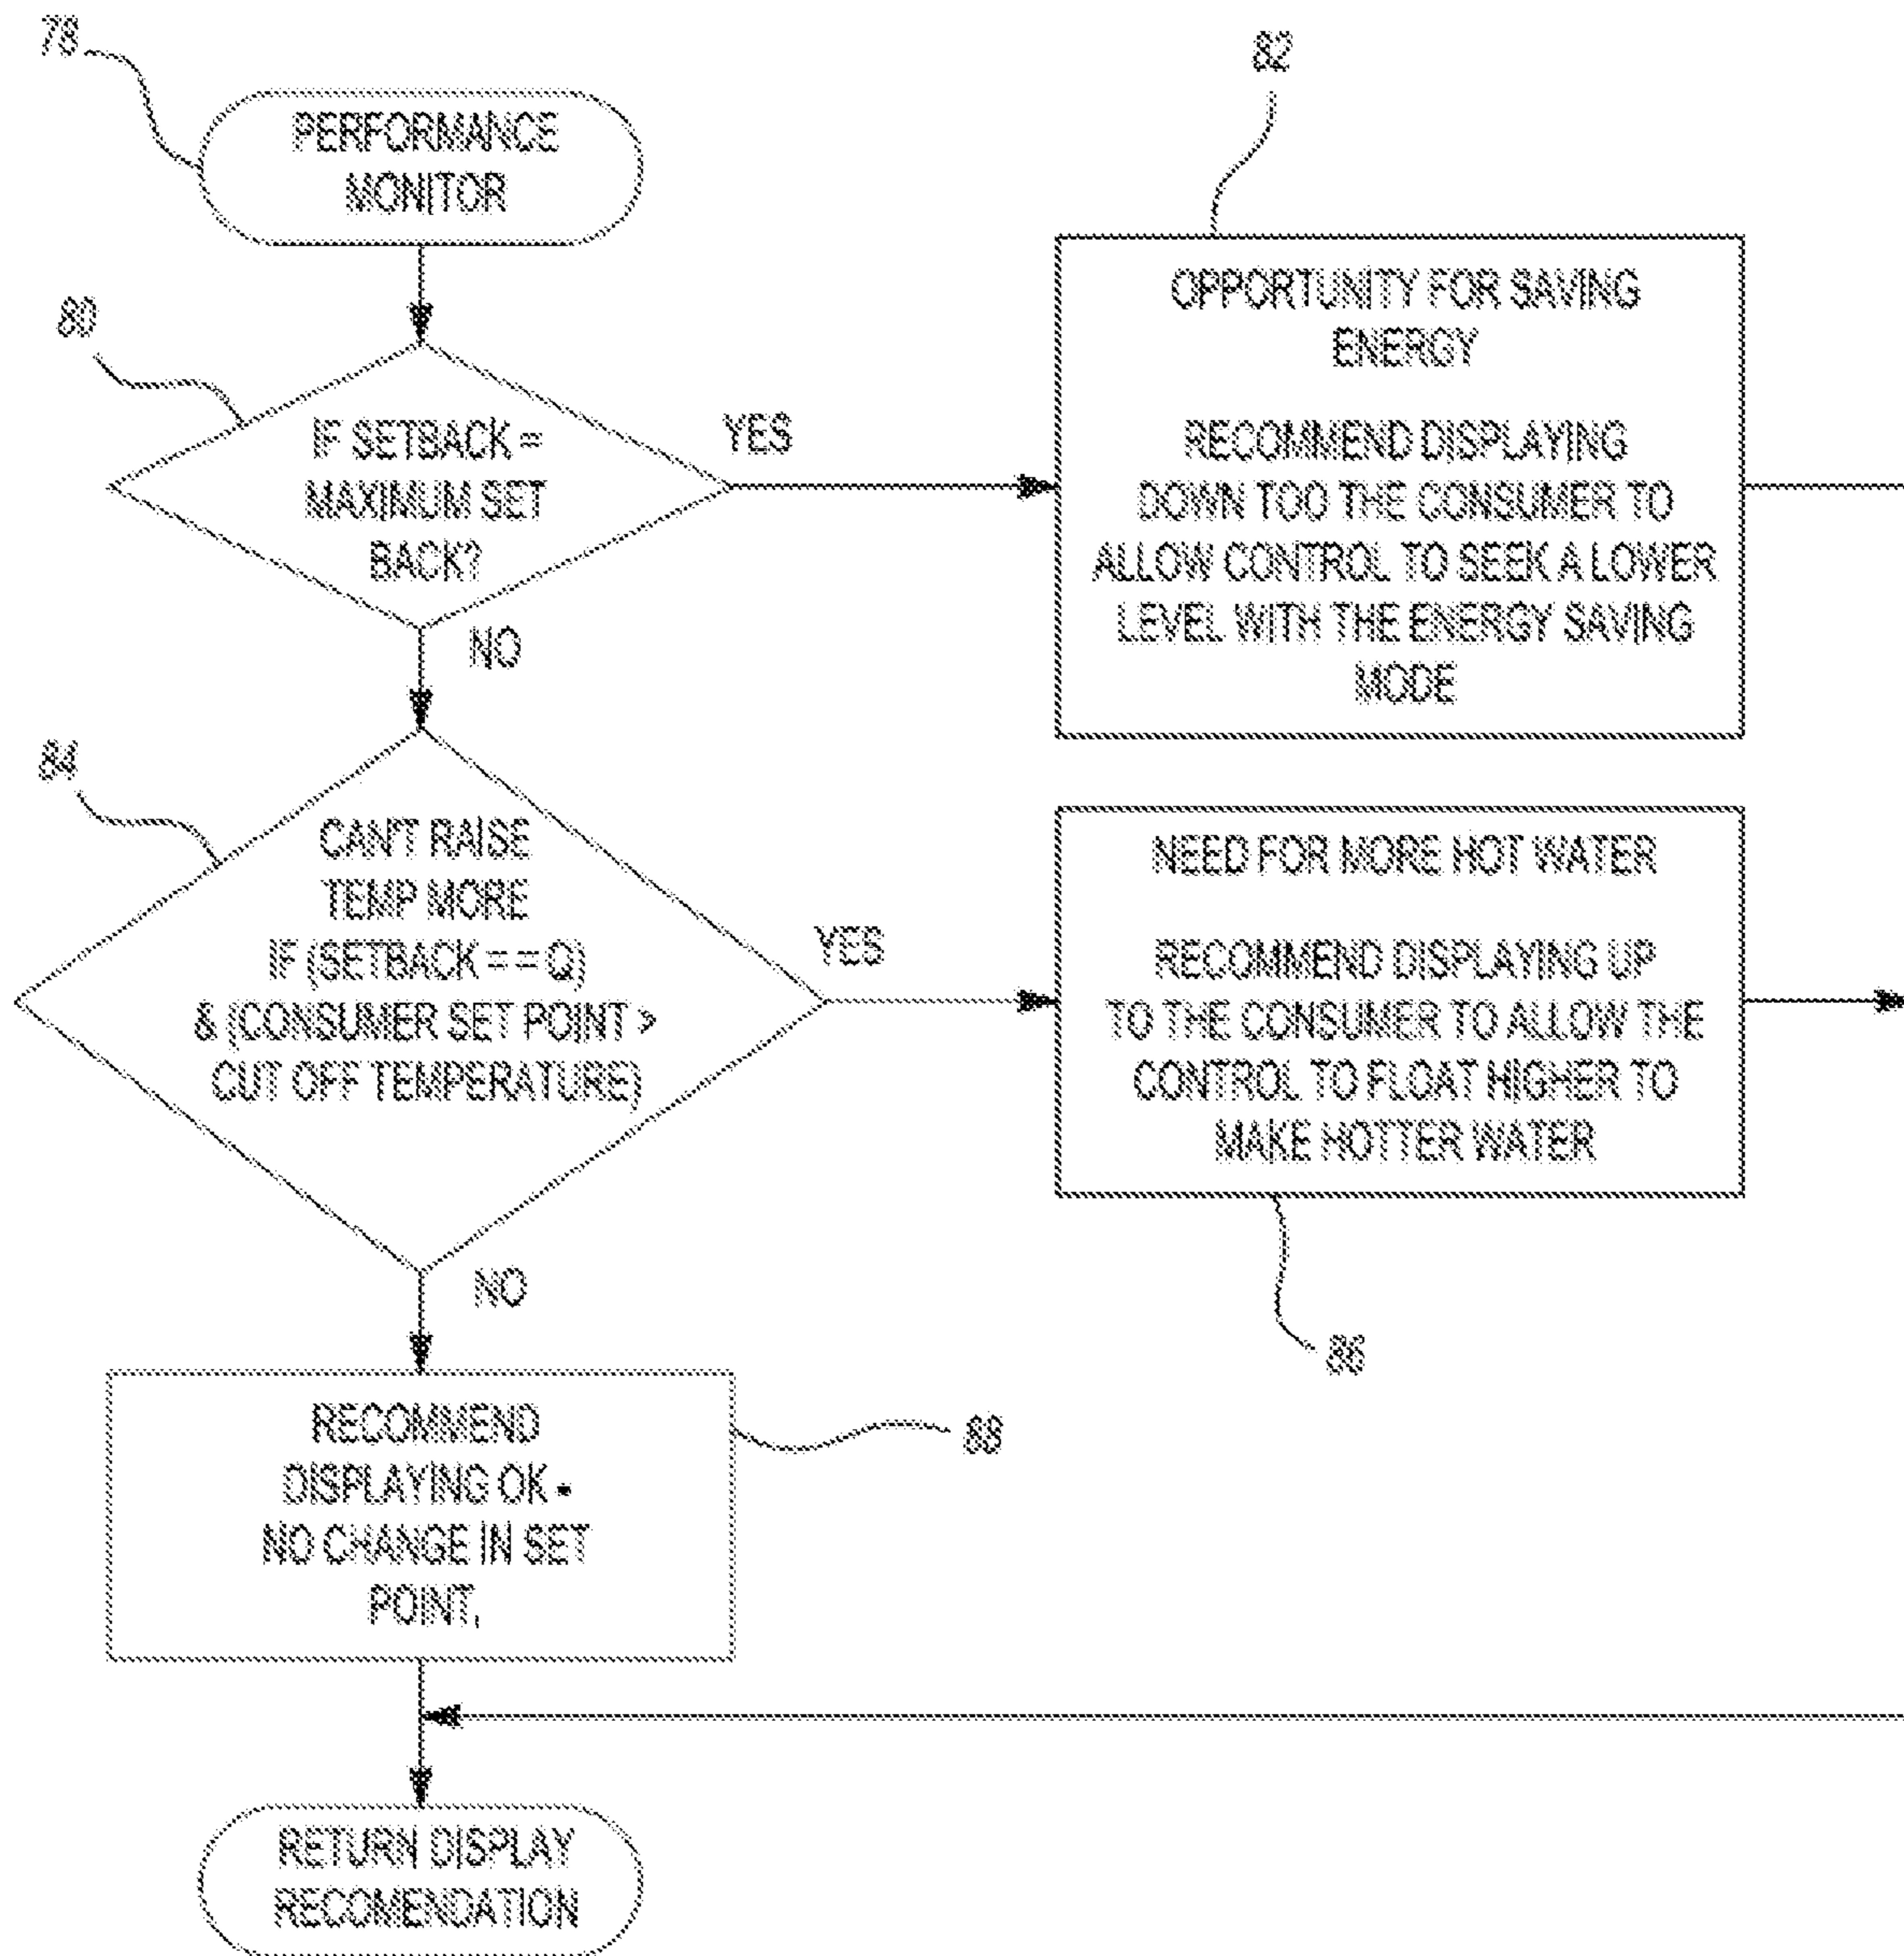 78
PERFORMANCE
MONITOR
80
IF SETBACK =
MAXIMUM SET
BACK?
YES
NO
82
OPPORTUNITY FOR SAVING
ENERGY
RECOMMEND DISPLAYING
DOWN TOO THE CONSUMER TO
ALLOW CONTROL TO SEEK A LOWER
LEVEL WITH THE ENERGY SAVING
MODE
84
CAN'T RAISE
TEMP MORE
IF (SETBACK == Q)
& (CONSUMER SET POINT >
CUT OFF TEMPERATURE)
YES
NO
NEED FOR MORE HOT WATER
RECOMMEND DISPLAYING UP
TO THE CONSUMER TO ALLOW THE
CONTROL TO FLOAT HIGHER TO
MAKE HOTTER WATER
86
RECOMMEND
DISPLAYING OK -
NO CHANGE IN SET
POINT.
88
RETURN DISPLAY
RECOMENDATION